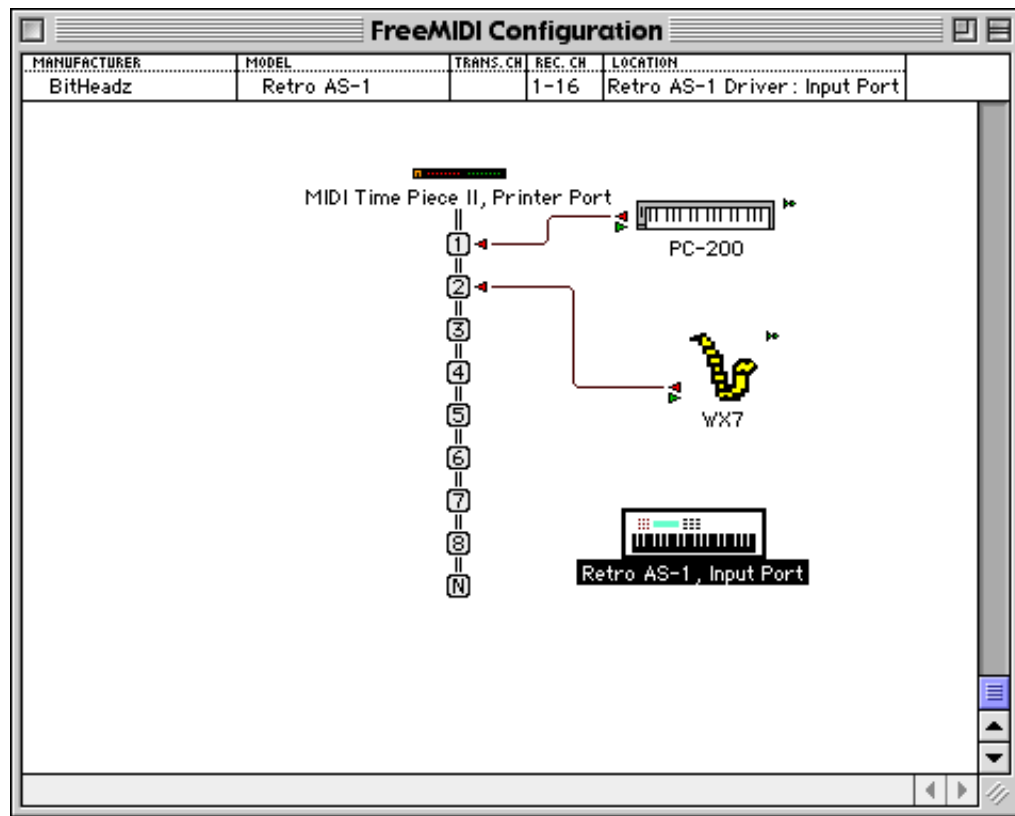 FreeMIDI Configuration
MANUFACTURER MODEL TRANS. CH REC. CH LOCATION
BitHeadz Retro AS-1 1-16 Retro AS-1 Driver : Input Port
MIDI Time Piece II, Printer Port
1
PC-200
2
3
4
WX7
5
6
7
8
Retro AS-1, Input Port
N